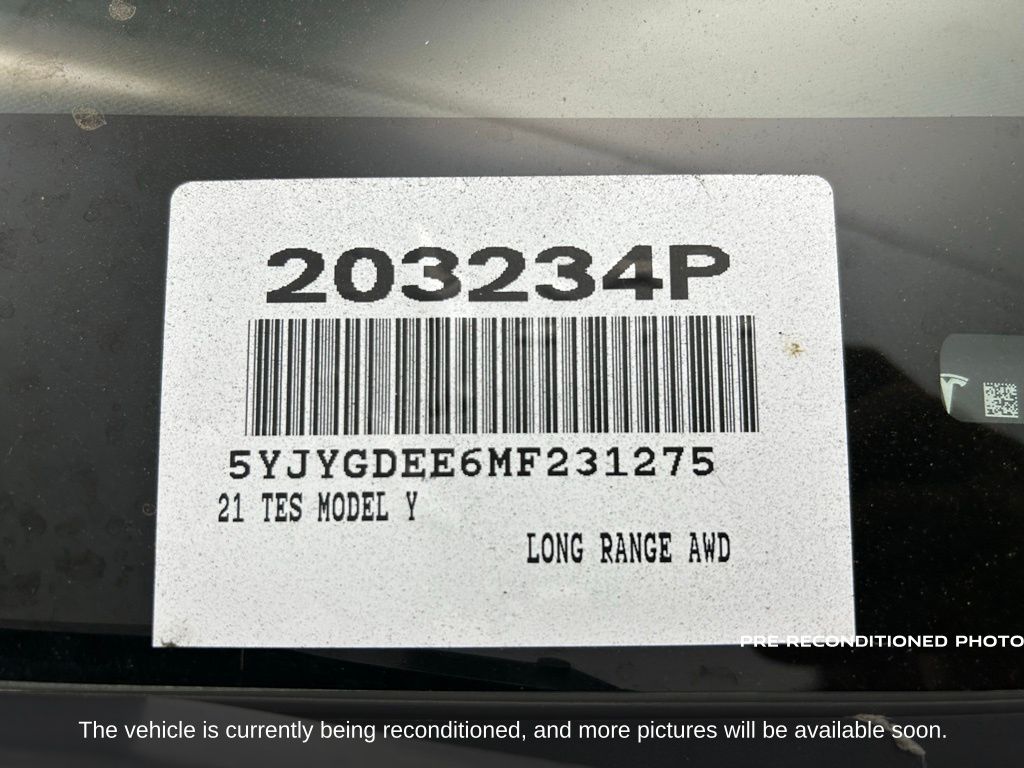 203234P
5YJYGDEE6MF231275
21 TES MODEL Y
LONG RANGE AWD
PRE-RECONDITIONED PHOTO
The vehicle is currently being reconditioned, and more pictures will be available soon.